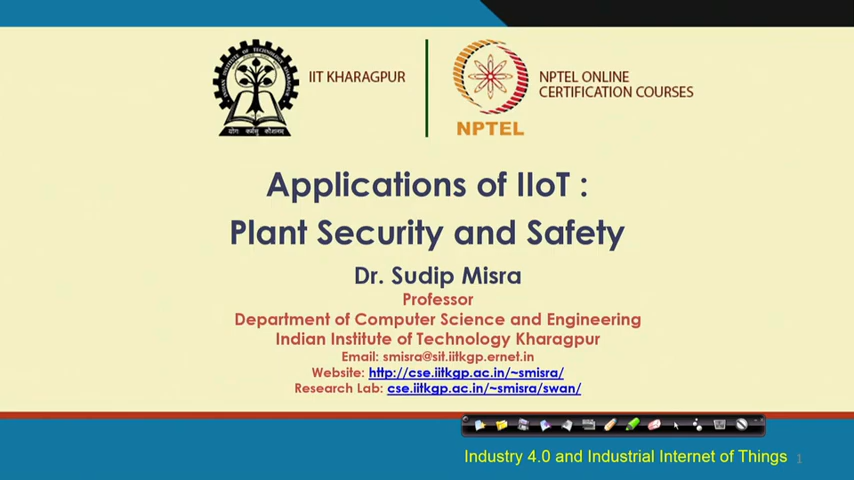 IIT KHARAGPUR
NPTEL ONLINE
CERTIFICATION COURSES
NPTEL
Applications of IIoT :
Plant Security and Safety
Dr. Sudip Misra
Professor
Department of Computer Science and Engineering
Indian Institute of Technology Kharagpur
Email: smisra@sit.iitkgp.ernet.in
Website: http://cse.iitkgp.ac.in/~smisra/
Research Lab: cse.iitkgp.ac.in/~smisra/swan/
Industry 4.0 and Industrial Internet of Things
1